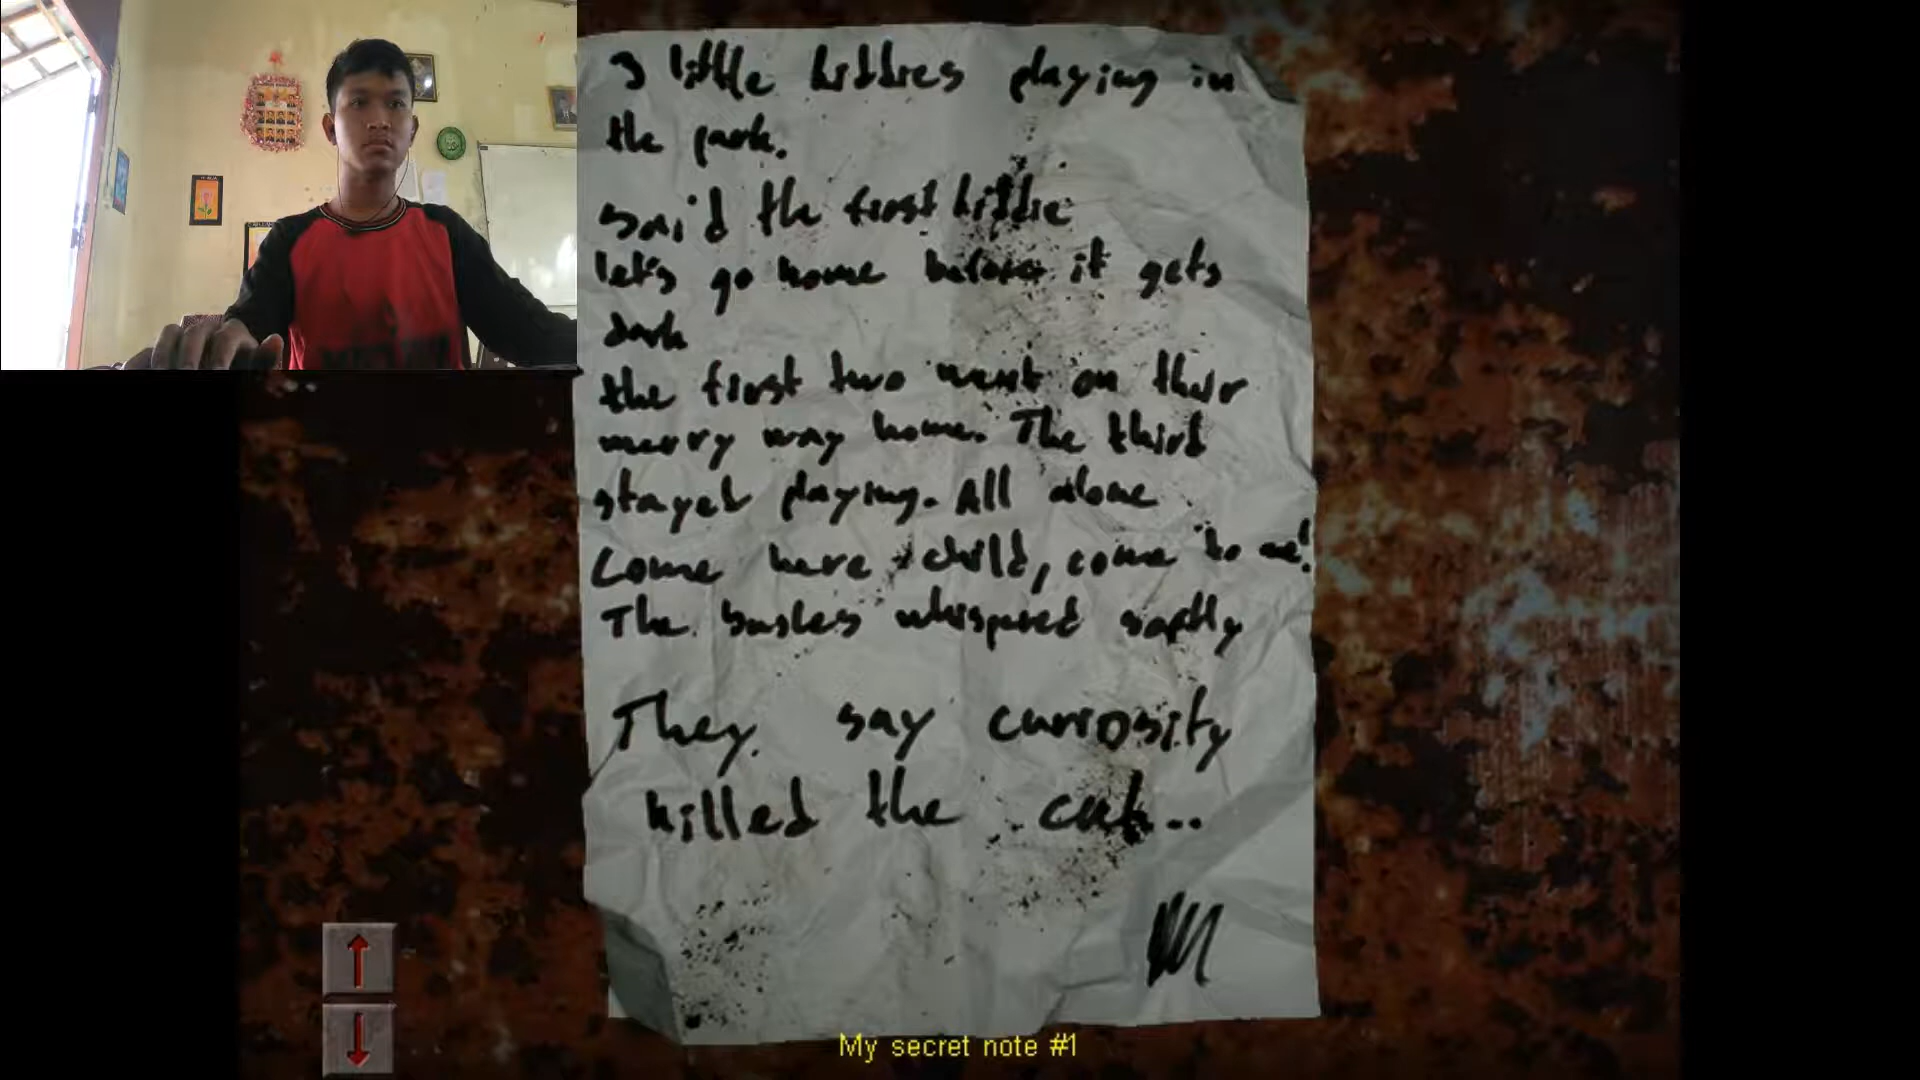 3 little kiddies playing in
the park.
said the first kiddie
let's go home before it gets
dark
the first two went on their
merry way home. The third
stayed playing. All alone
Come here child, come to me!
The bushes whispered softly
They say curiosity
killed the cat..
My secret note #1